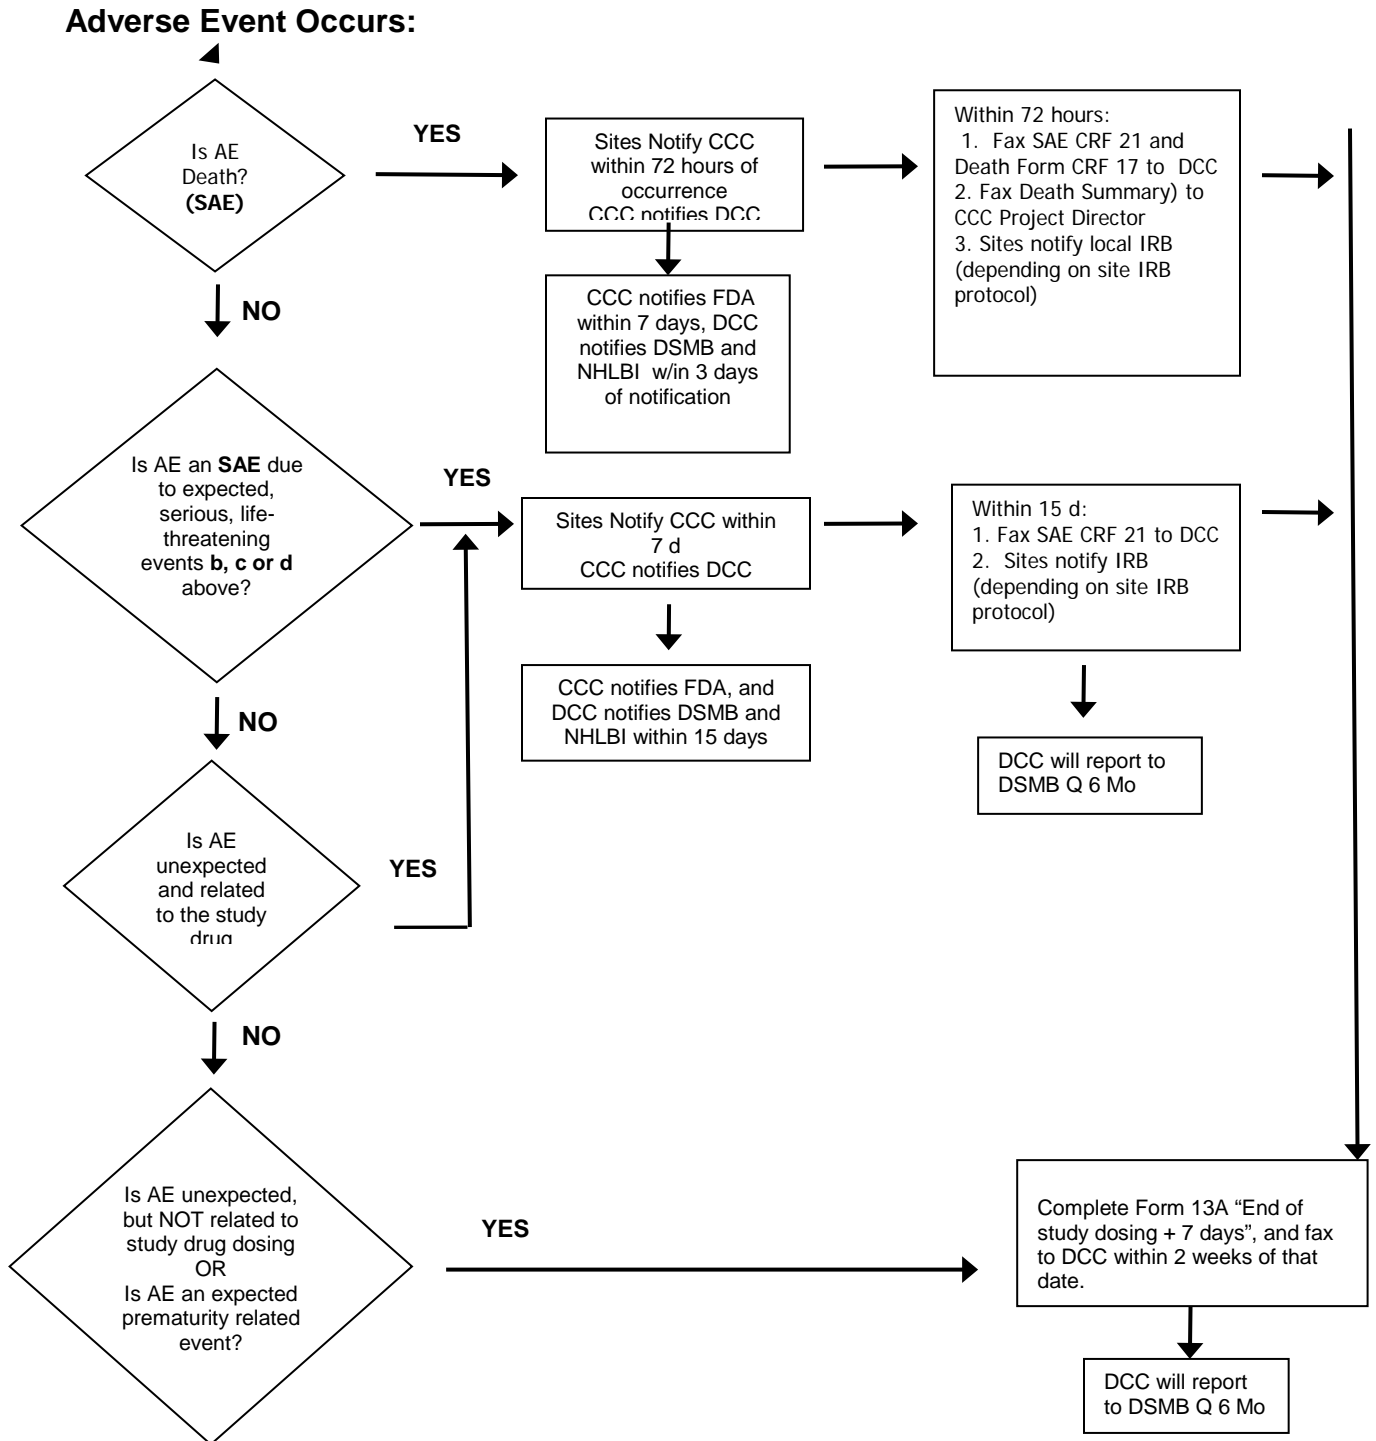 Adverse Event Occurs:
Is AE
Death?
(SAE)
YES
Sites Notify CCC
within 72 hours of
occurrence
CCC notifies DCC
Within 72 hours:
1. Fax SAE CRF 21 and
Death Form CRF 17 to DCC
2. Fax Death Summary) to
CCC Project Director
3. Sites notify local IRB
(depending on site IRB
protocol)
CCC notifies FDA
within 7 days, DCC
notifies DSMB and
NHLBI w/in 3 days
of notification
NO
Is AE an SAE due
to expected,
serious, life-
threatening
events b, c or d
above?
YES
Sites Notify CCC within
7 d
CCC notifies DCC
Within 15 d:
1. Fax SAE CRF 21 to DCC
2. Sites notify IRB
(depending on site IRB
protocol)
CCC notifies FDA, and
DCC notifies DSMB and
NHLBI within 15 days
DCC will report to
DSMB Q 6 Mo
NO
Is AE
unexpected
and related
to the study
drug
YES
NO
Is AE unexpected,
but NOT related to
study drug dosing
OR
Is AE an expected
prematurity related
event?
YES
Complete Form 13A “End of
study dosing + 7 days”, and fax
to DCC within 2 weeks of that
date.
DCC will report
to DSMB Q 6 Mo